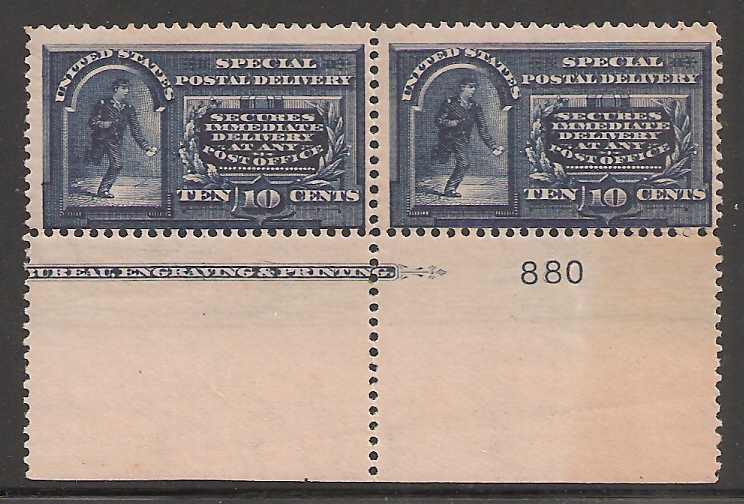 UNITED STATES
SPECIAL
POSTAL DELIVERY
SECURES
IMMEDIATE
DELIVERY
AT ANY
POST OFFICE
TEN 10 CENTS
UNITED STATES
SPECIAL
POSTAL DELIVERY
SECURES
IMMEDIATE
DELIVERY
AT ANY
POST OFFICE
TEN 10 CENTS
UREAU, ENGRAVING & PRINTING.
880